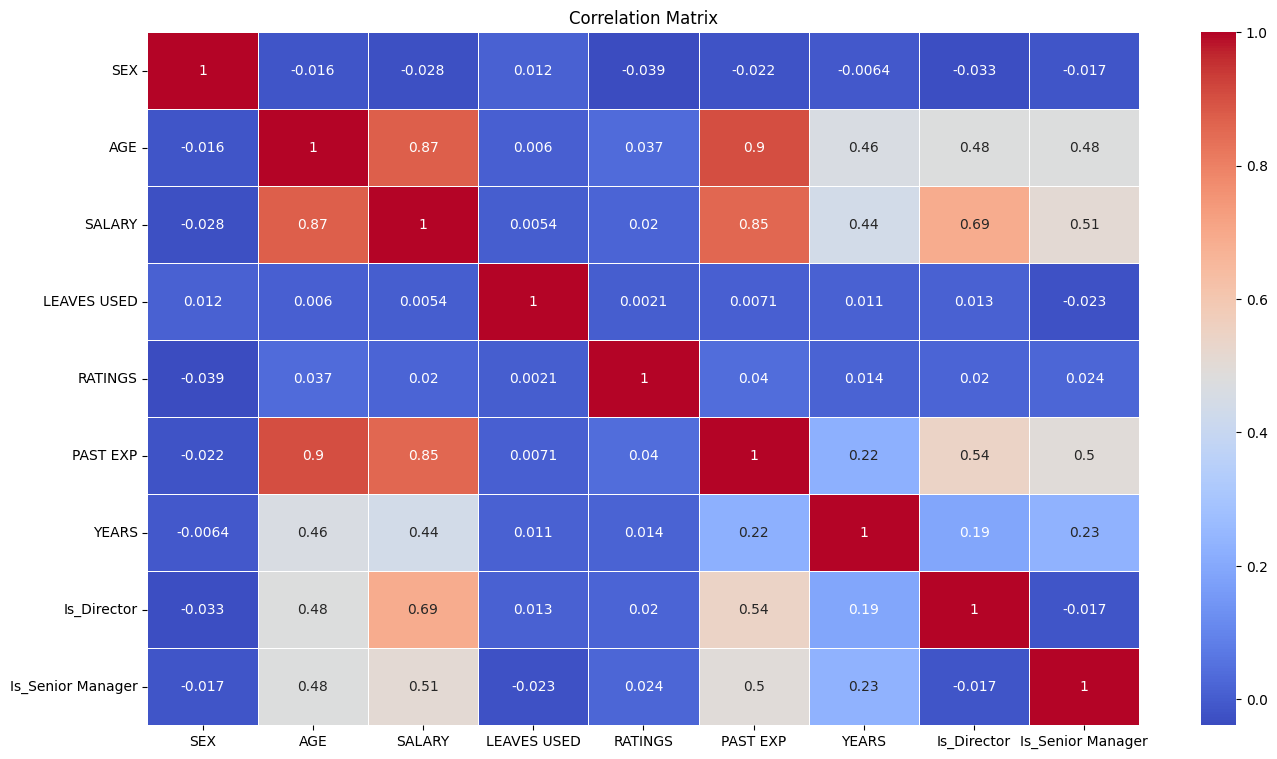 Correlation Matrix
SEX 1 -0.016 -0.028 0.012 -0.039 -0.022 -0.0064 -0.033 -0.017
AGE -0.016 1 0.87 0.006 0.037 0.9 0.46 0.48 0.48
SALARY -0.028 0.87 1 0.0054 0.02 0.85 0.44 0.69 0.51
LEAVES USED 0.012 0.006 0.0054 1 0.0021 0.0071 0.011 0.013 -0.023
RATINGS -0.039 0.037 0.02 0.0021 1 0.04 0.014 0.02 0.024
PAST EXP -0.022 0.9 0.85 0.0071 0.04 1 0.22 0.54 0.5
YEARS -0.0064 0.46 0.44 0.011 0.014 0.22 1 0.19 0.23
Is_Director -0.033 0.48 0.69 0.013 0.02 0.54 0.19 1 -0.017
Is_Senior Manager -0.017 0.48 0.51 -0.023 0.024 0.5 0.23 -0.017 1
SEX AGE SALARY LEAVES USED RATINGS PAST EXP YEARS Is_Director Is_Senior Manager
1.0
0.8
0.6
0.4
0.2
0.0